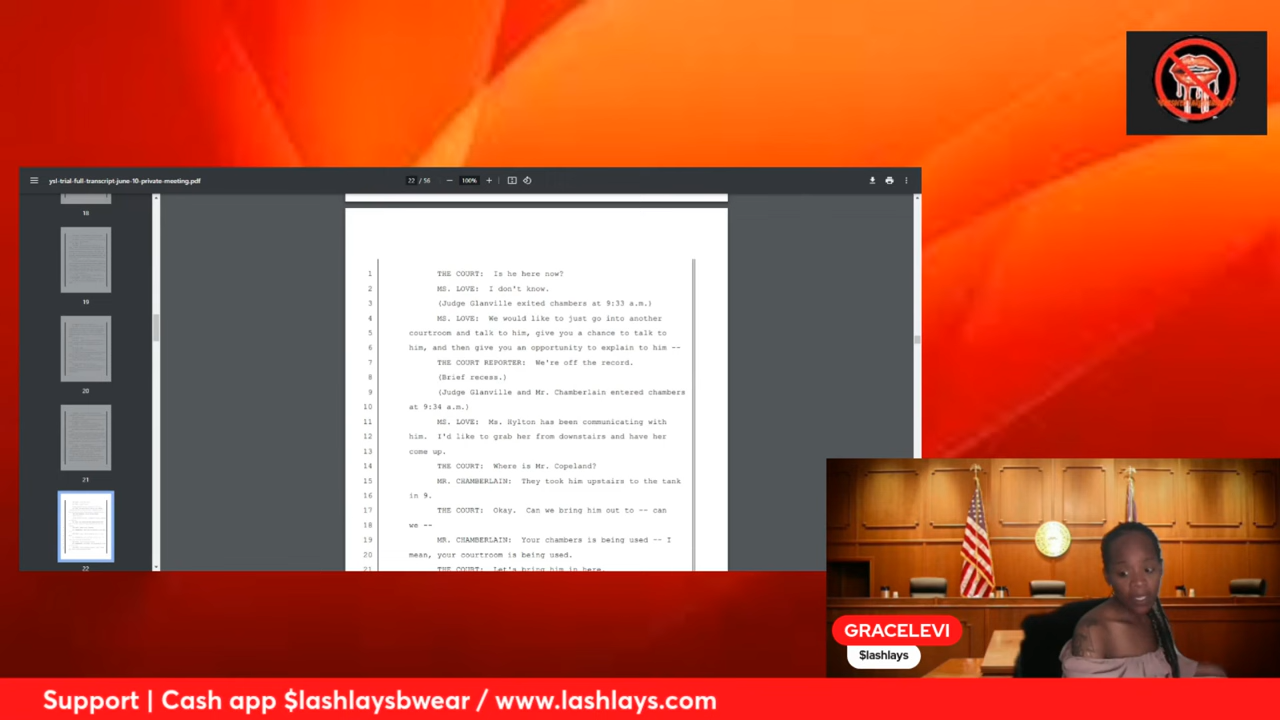 ysl-trial-full-transcript-june-10-private-meeting.pdf
22 / 56
100%
18
19
20
21
22
1 THE COURT: Is he here now?
2 MS. LOVE: I don't know.
3 (Judge Glanville exited chambers at 9:33 a.m.)
4 MS. LOVE: We would like to just go into another
5 courtroom and talk to him, give you a chance to talk to
6 him, and then give you an opportunity to explain to him --
7 THE COURT REPORTER: We're off the record.
8 (Brief recess.)
9 (Judge Glanville and Mr. Chamberlain entered chambers
10 at 9:34 a.m.)
11 MS. LOVE: Ms. Hylton has been communicating with
12 him. I'd like to grab her from downstairs and have her
13 come up.
14 THE COURT: Where is Mr. Copeland?
15 MR. CHAMBERLAIN: They took him upstairs to the tank
16 in 9.
17 THE COURT: Okay. Can we bring him out to -- can
18 we --
19 MR. CHAMBERLAIN: Your chambers is being used -- I
20 mean, your courtroom is being used.
21 THE COURT: Let's bring him in here.
GRACELEVI
$lashlays
Support | Cash app $lashlaysbwear / www.lashlays.com